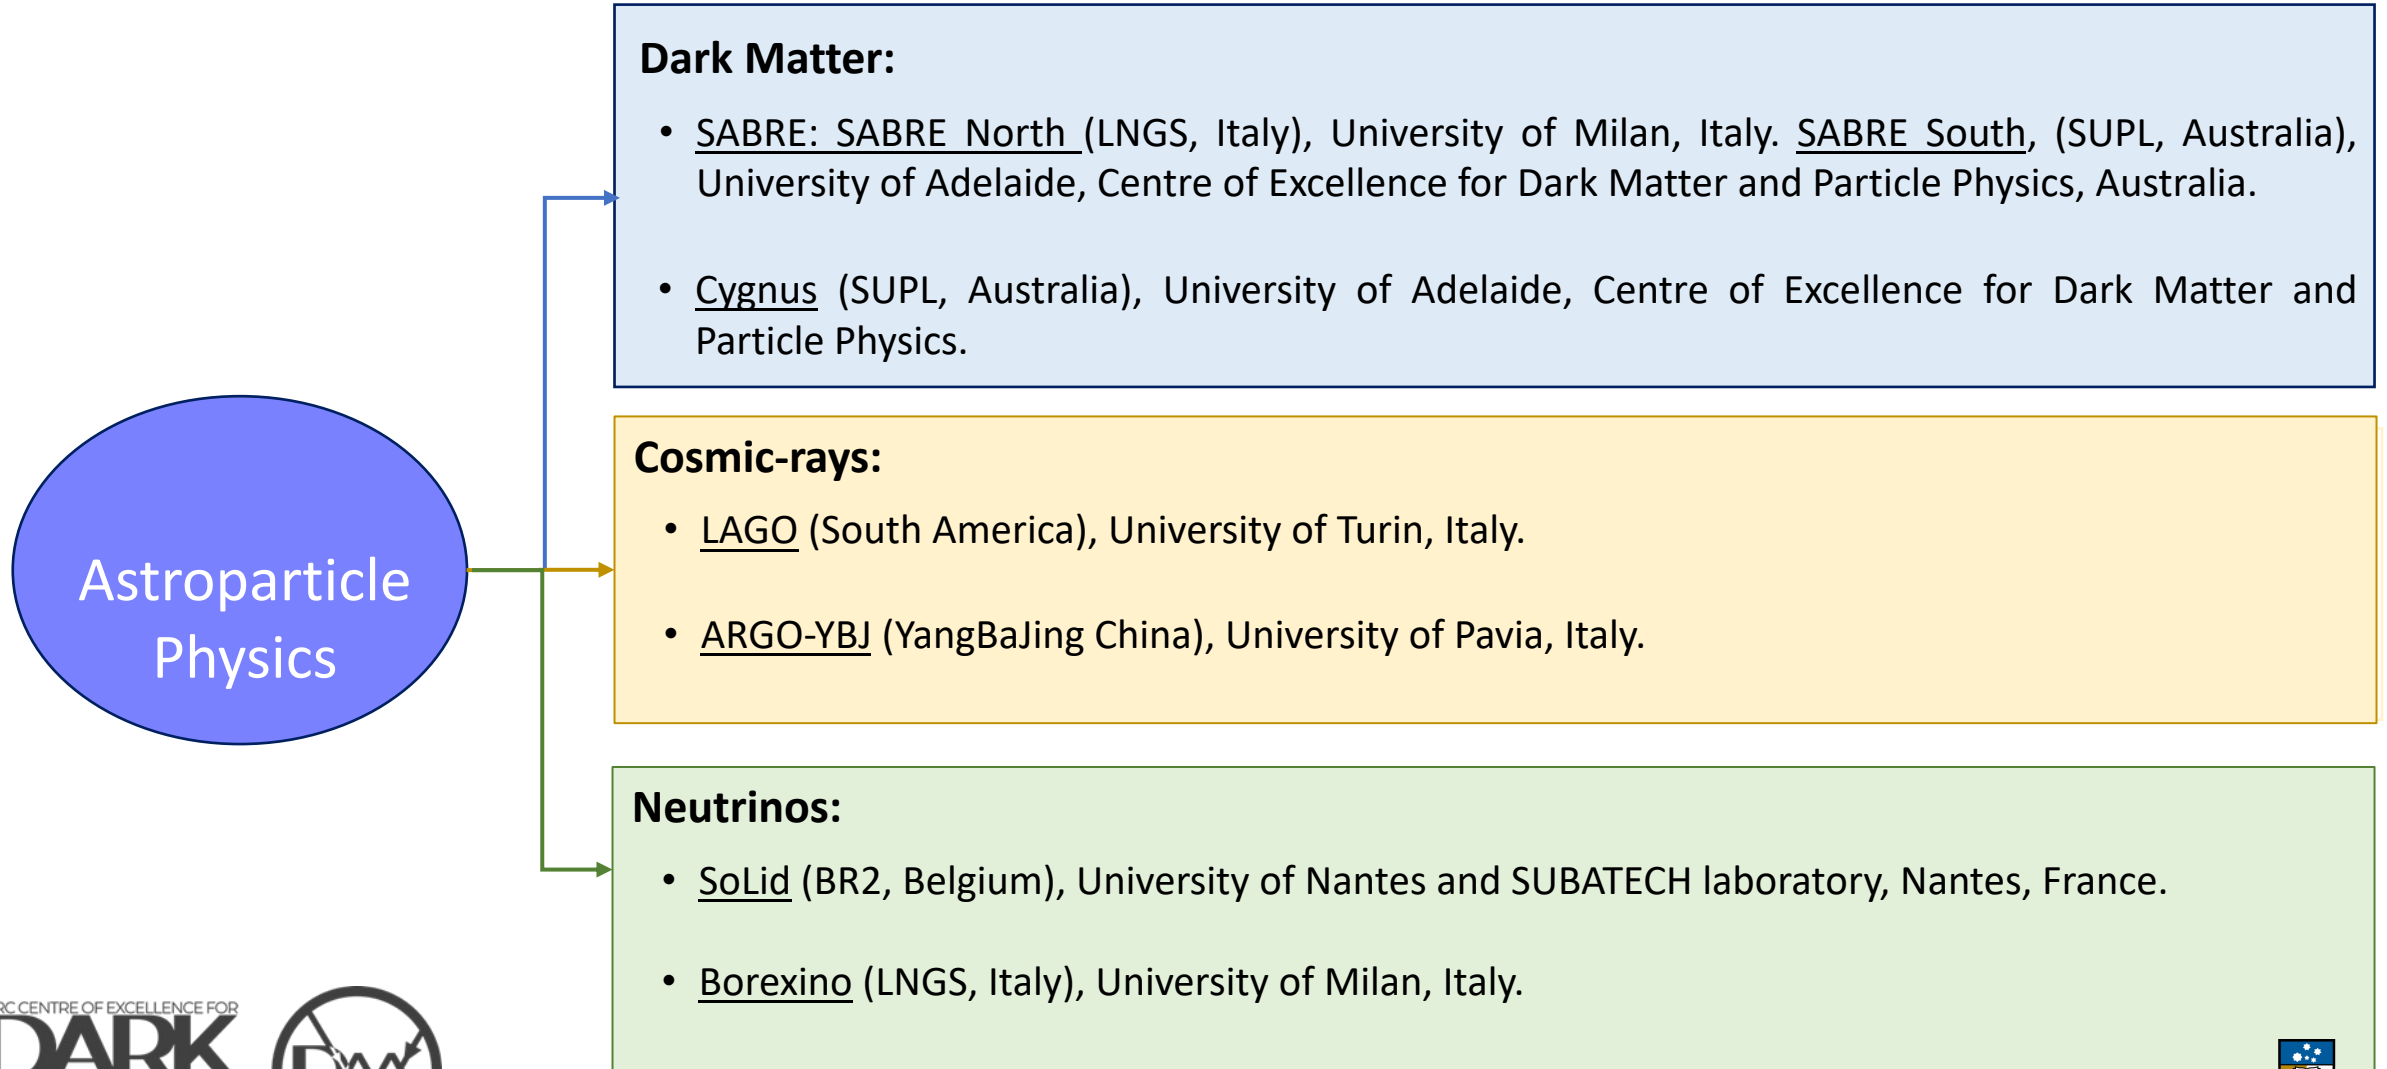 Dark Matter:
• SABRE: SABRE North (LNGS, Italy), University of Milan, Italy. SABRE South, (SUPL, Australia),
University of Adelaide, Centre of Excellence for Dark Matter and Particle Physics, Australia.
• Cygnus (SUPL, Australia), University of Adelaide, Centre of Excellence for Dark Matter and
Particle Physics.
Astroparticle
Physics
Cosmic-rays:
• LAGO (South America), University of Turin, Italy.
• ARGO-YBJ (YangBaJing China), University of Pavia, Italy.
Neutrinos:
• SoLid (BR2, Belgium), University of Nantes and SUBATECH laboratory, Nantes, France.
• Borexino (LNGS, Italy), University of Milan, Italy.
RC CENTRE OF EXCELLENCE FOR
DARK